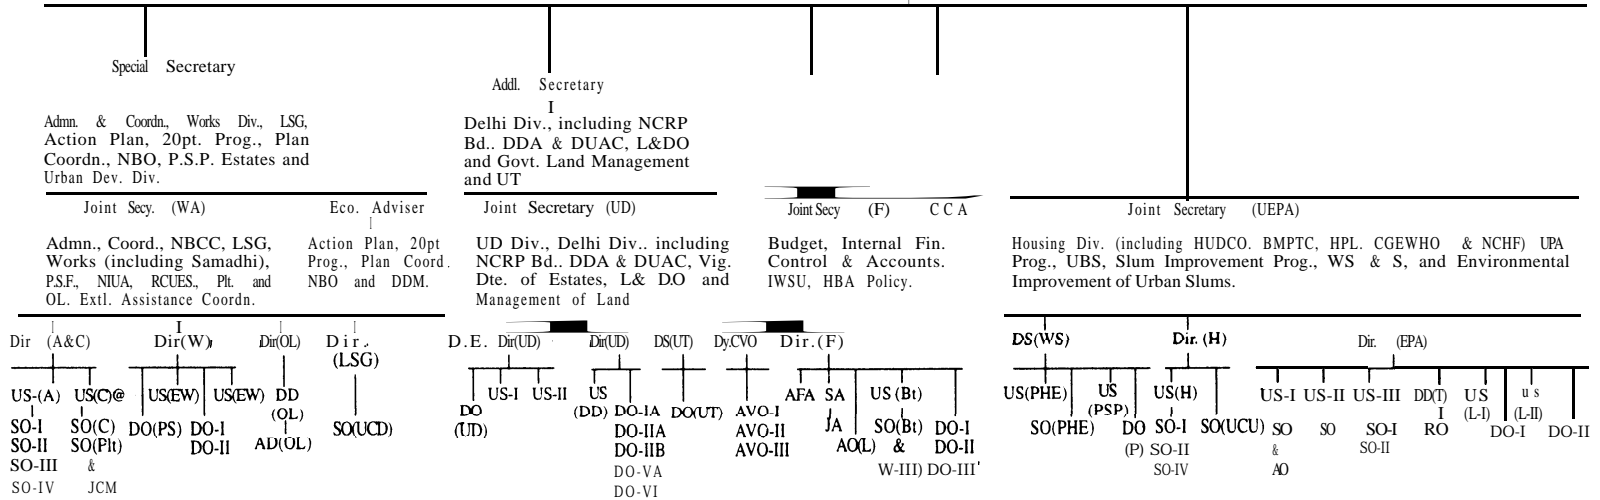 Special Secretary
Addl. Secretary
I
Admn. & Coordn., Works Div., LSG,
Action Plan, 20pt. Prog., Plan
Coordn., NBO, P.S.P. Estates and
Urban Dev. Div.
Delhi Div., including NCRP
Bd.. DDA & DUAC, L&DO
and Govt. Land Management
and UT
Joint Secy. (WA)
Eco. Adviser
Joint Secretary (UD)
Joint Secy (F) CCA
Joint Secretary (UEPA)
Admn., Coord., NBCC, LSG,
Works (including Samadhi),
P.S.F., NIUA, RCUES, Plt. and
OL. Extl. Assistance Coordn.
Action Plan, 20pt
Prog., Plan Coord.
NBO and DDM.
UD Div., Delhi Div.. including
NCRP Bd.. DDA & DUAC, Vig.
Dte. of Estates, L& D.O and
Management of Land
Budget, Internal Fin.
Control & Accounts.
IWSU, HBA Policy.
Housing Div. (including HUDCO. BMPTC, HPL. CGEWHO & NCHF) UPA
Prog., UBS, Slum Improvement Prog., WS & S, and Environmental
Improvement of Urban Slums.
Dir (A&C) Dir(W) Dir(OL) Dir.
(LSG)
D.E. Dir(UD) Dir(UD) DS(UT) Dy.CVO Dir.(F)
DS(WS) Dir. (H) Dir. (EPA)
US-(A) US(C)@ US(EW) US(EW) DD
(OL)
SO-I SO(C) DO(PS) DO-I SO(UCD)
SO-II SO(Plt) DO-II AD(OL)
SO-III &
SO-IV JCM
US-I US-II US
DO (DD) DO-IA DO(UT) AVO-I
(UD) DO-IIA AVO-II
DO-IIB AVO-III
DO-VA
DO-VI
AFA SA US (Bt)
JA SO(Bt) DO-I
AO(L) & DO-II
W-III) DO-III'
US(PHE) US US(H)
(PSP)
SO(PHE) DO SO-I SO(UCU)
(P) SO-II
SO-IV
US-I US-II US-III DD(T) US us
I (L-I) (L-II)
SO SO SO-I RO DO-I DO-II
& SO-II
AO